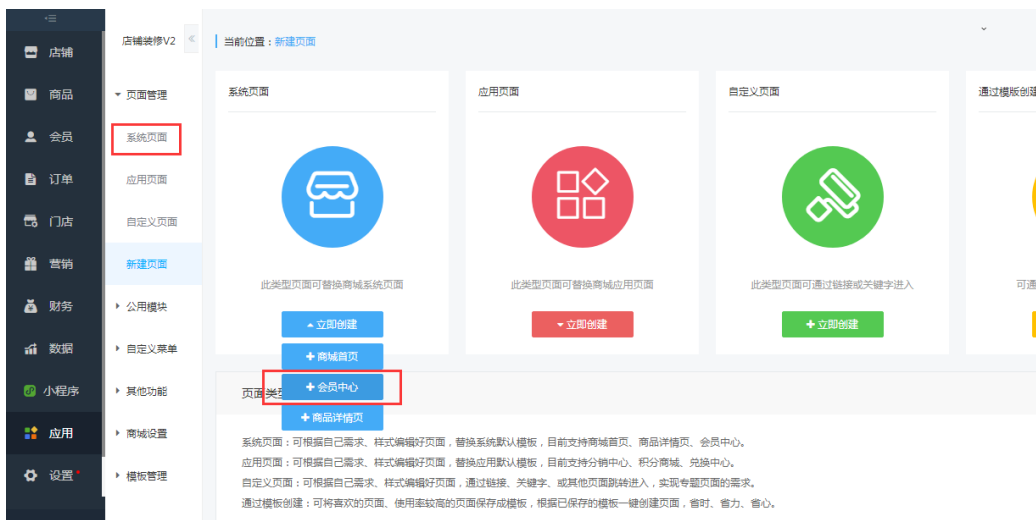 店铺
商品
会员
订单
门店
营销
财务
数据
小程序
应用
设置
店铺装修V2
页面管理
系统页面
应用页面
自定义页面
新建页面
公用模块
自定义菜单
其他功能
商城设置
模板管理
当前位置：新建页面
系统页面
此类型页面可替换商城系统页面
立即创建
商城首页
会员中心
商品详情页
应用页面
此类型页面可替换商城应用页面
立即创建
自定义页面
此类型页面可通过链接或关键字进入
立即创建
通过模版创建
可通
页面类型
系统页面：可根据自己需求、样式编辑好页面，替换系统默认模板，目前支持商城首页、商品详情页、会员中心。
应用页面：可根据自己需求、样式编辑好页面，替换应用默认模板，目前支持分销中心、积分商城、兑换中心。
自定义页面：可根据自己需求、样式编辑好页面，通过链接、关键字、或其他页面跳转进入，实现专题页面的需求。
通过模板创建：可将喜欢的页面、使用率较高的页面保存成模板，根据已保存的模板一键创建页面，省时、省力、省心。